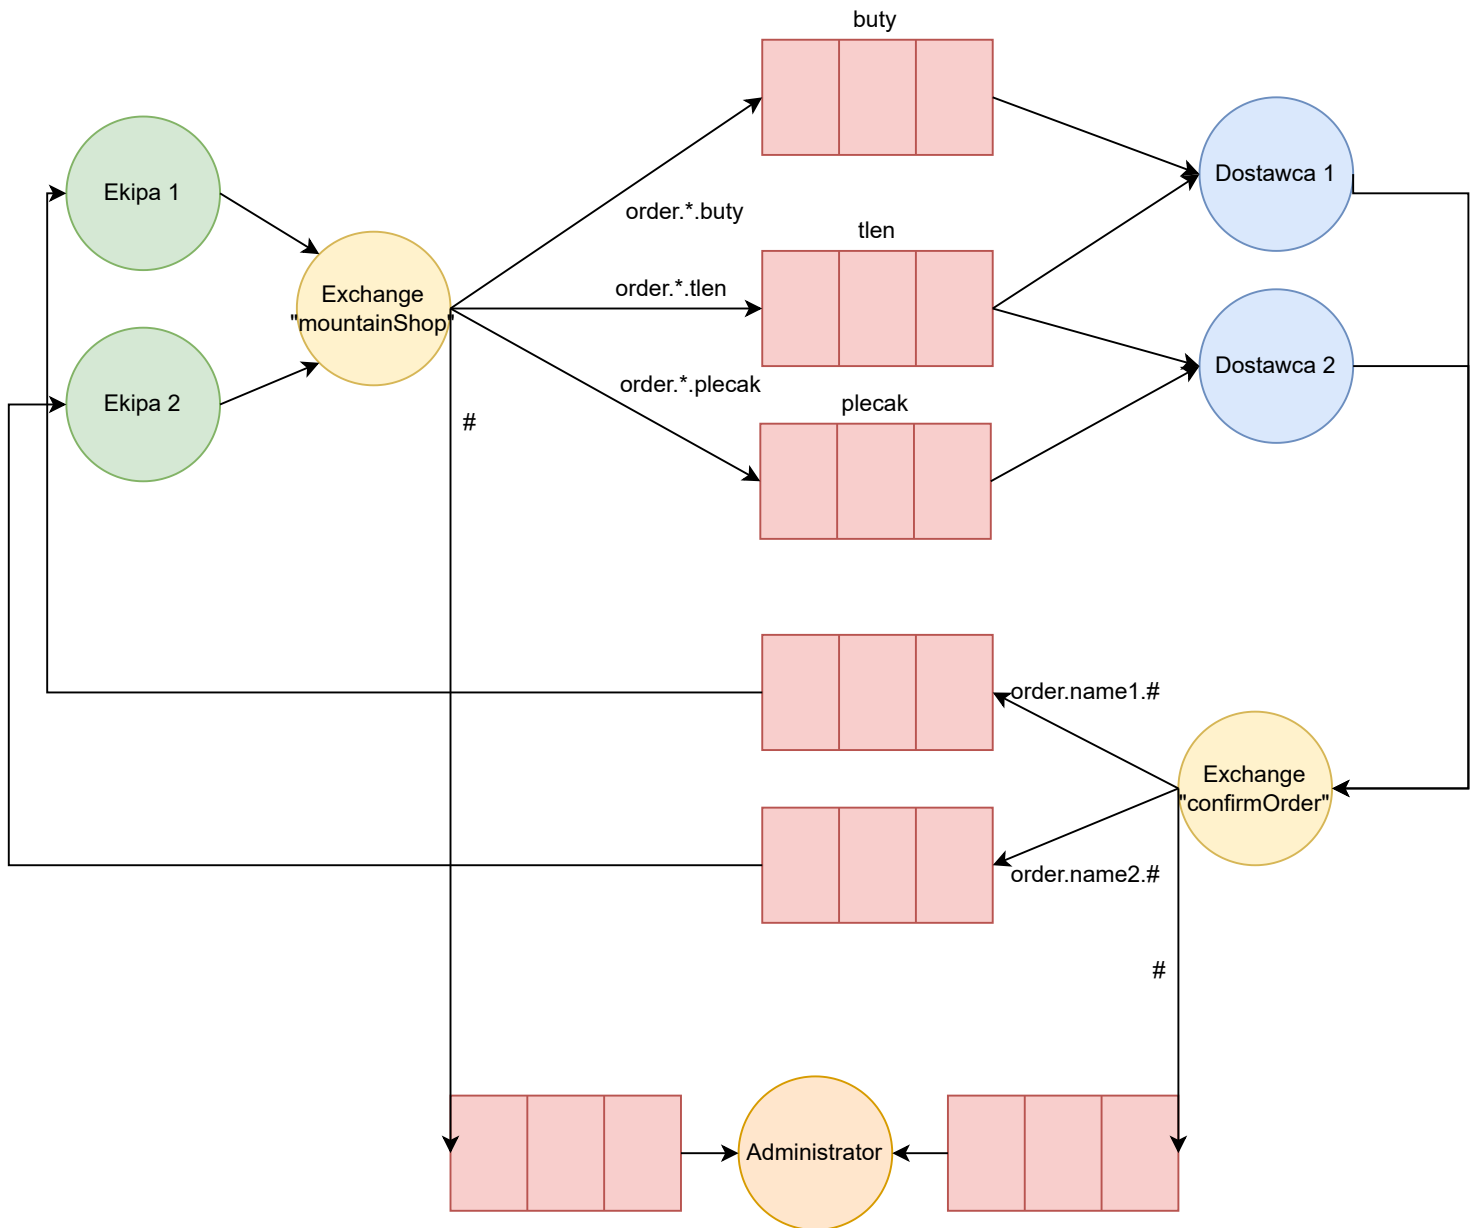 buty
Ekipa 1
Dostawca 1
order.*.buty
tlen
order.*.tlen
Exchange
"mountainShop"
Dostawca 2
order.*.plecak
plecak
Ekipa 2
#
order.name1.#
Exchange
"confirmOrder"
order.name2.#
#
Administrator